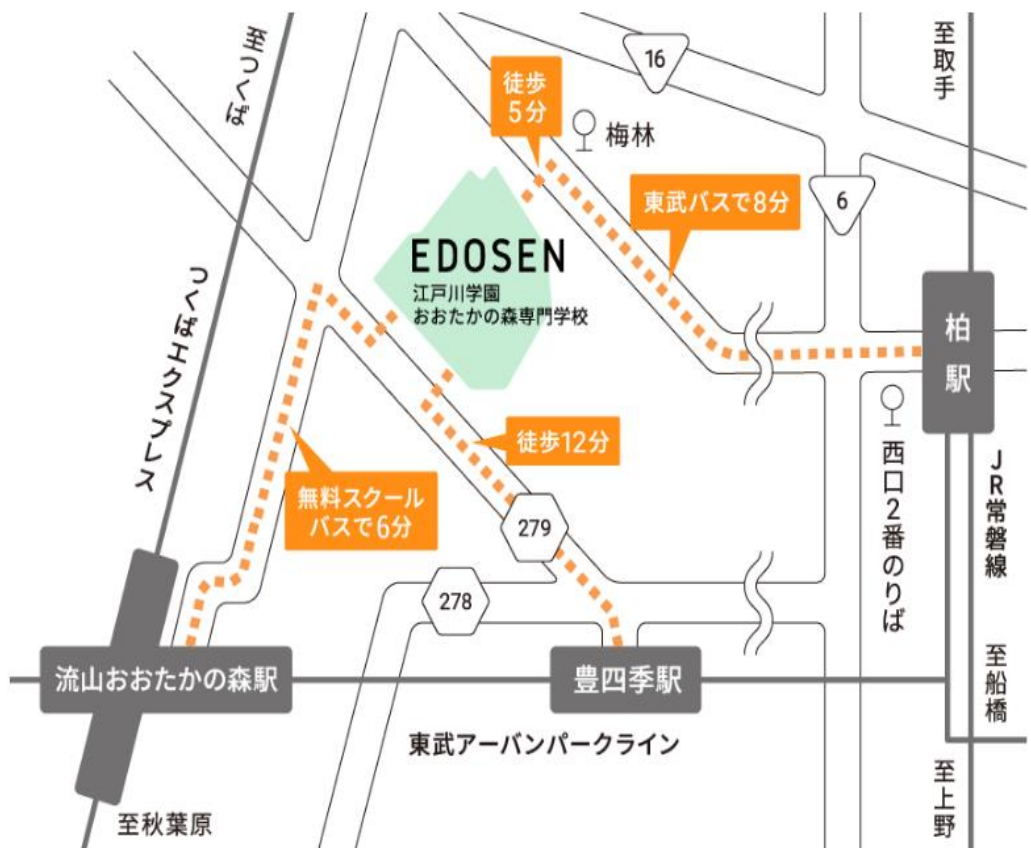 至つくば
16
至取手
徒歩
5分
梅林
東武バスで8分
6
EDOSEN
江戸川学園
おおたかの森専門学校
つくばエクスプレス
柏駅
徒歩12分
西口2番のりば
JR常磐線
無料スクール
バスで6分
279
278
流山おおたかの森駅
豊四季駅
至船橋
東武アーバンパークライン
至上野
至秋葉原